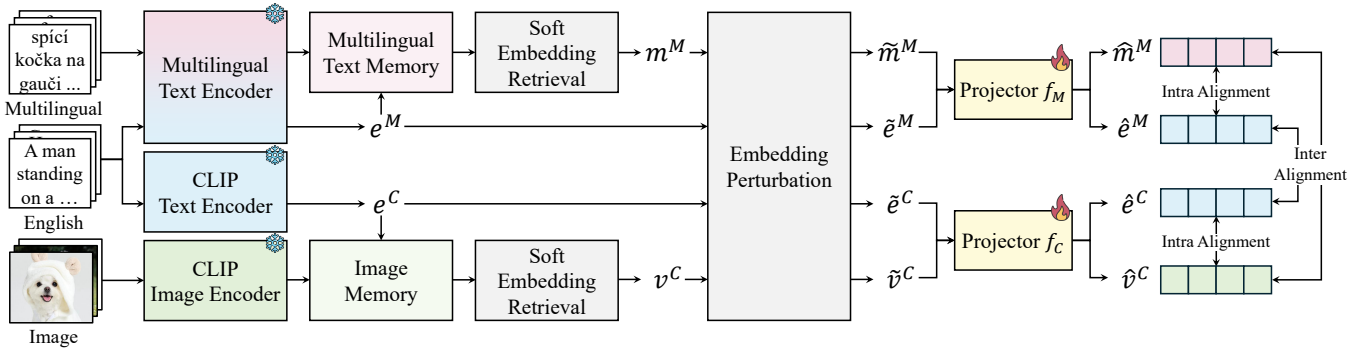 spící
kočka na
gauči ...
Multilingual
A man
standing
on a ...
English
Image
Multilingual
Text Encoder
CLIP
Text Encoder
CLIP
Image Encoder
Multilingual
Text Memory
Image
Memory
Soft
Embedding
Retrieval
Soft
Embedding
Retrieval
m^M
e^M
e^C
v^C
Embedding
Perturbation
m̃^M
ẽ^M
ẽ^C
ṽ^C
Projector f_M
Projector f_C
m̂^M
ê^M
ê^C
v̂^C
Intra Alignment
Intra Alignment
Inter
Alignment